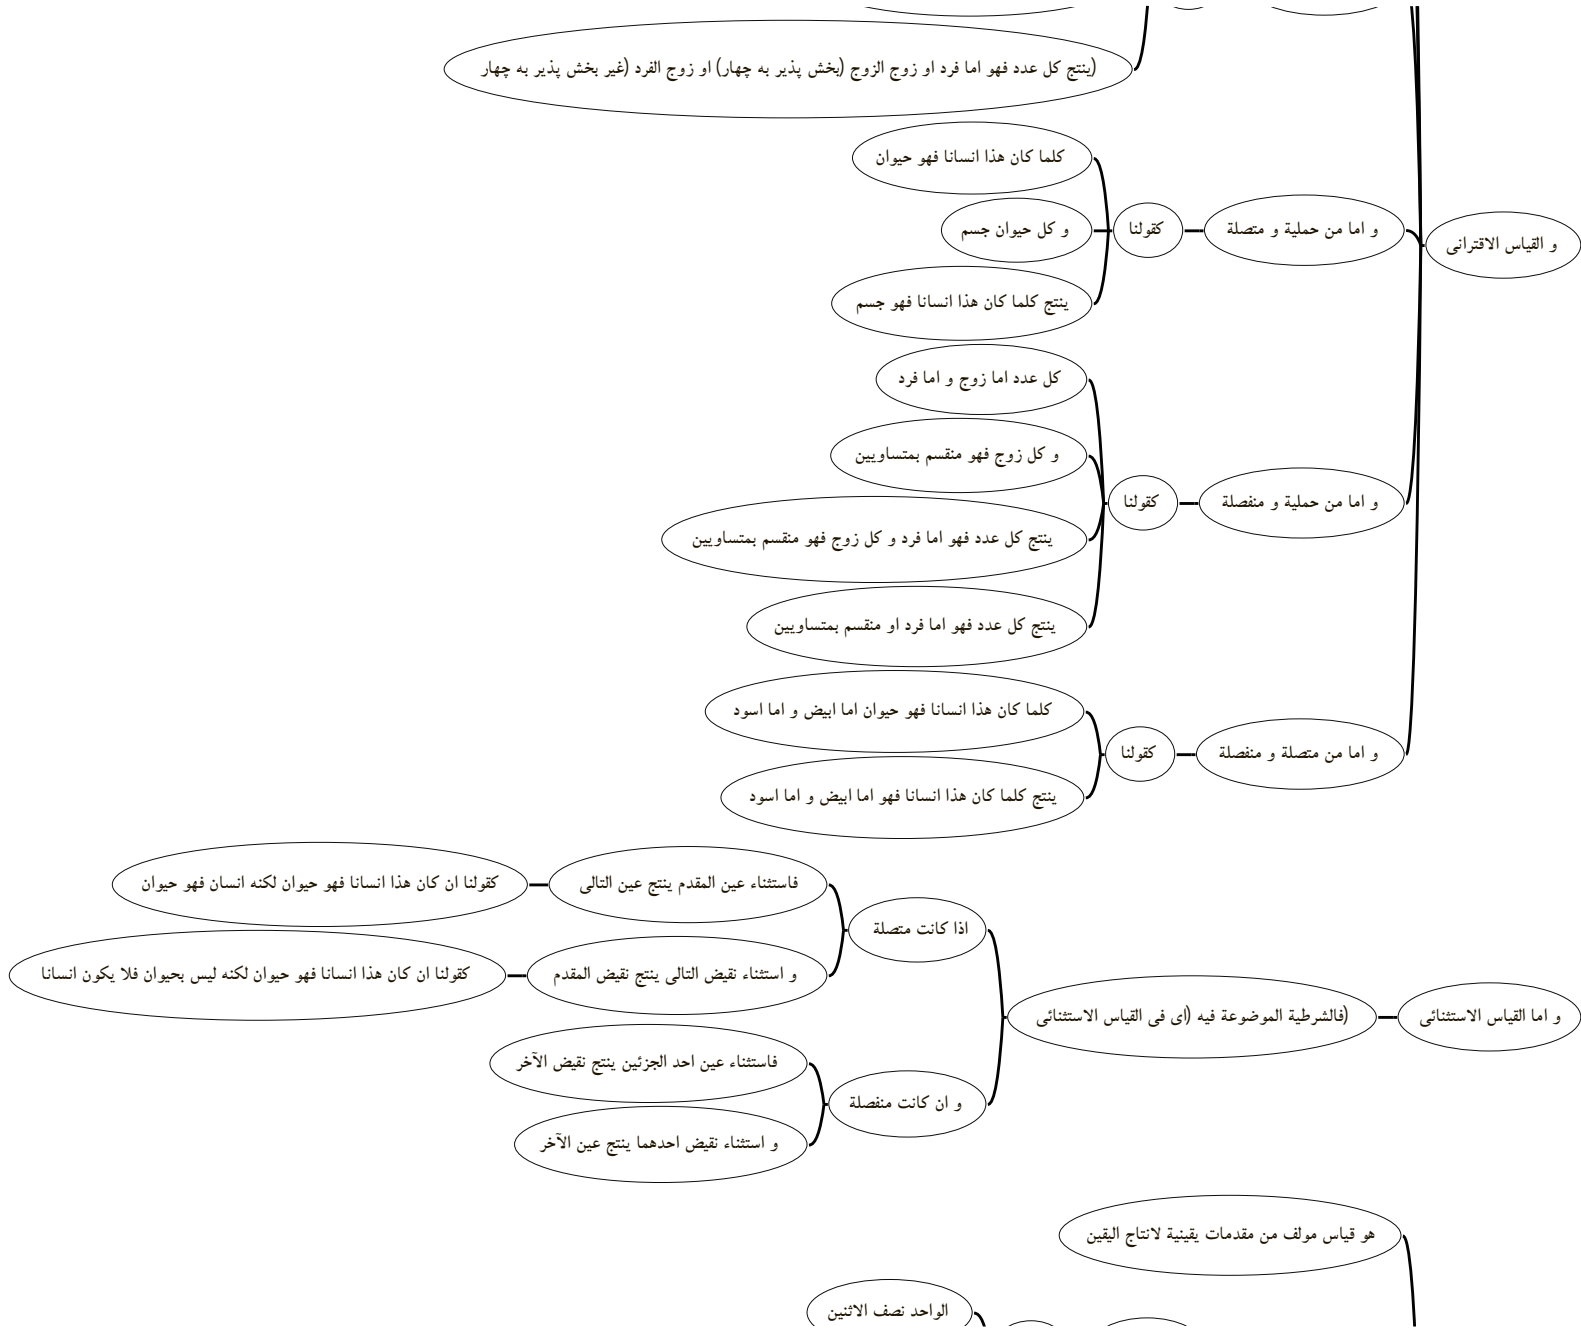 (ينتج كل عدد فهو اما فرد او زوج الزوج (بخش پذير به چهار) او زوج الفرد (غير بخش پذير به چهار
و القياس الاقترانى
و اما من حملية و متصلة
كقولنا
كلما كان هذا انسانا فهو حيوان
و كل حيوان جسم
ينتج كلما كان هذا انسانا فهو جسم
و اما من حملية و منفصلة
كقولنا
كل عدد اما زوج و اما فرد
و كل زوج فهو منقسم بمتساويين
ينتج كل عدد فهو اما فرد و كل زوج فهو منقسم بمتساويين
ينتج كل عدد فهو اما فرد او منقسم بمتساويين
و اما من متصلة و منفصلة
كقولنا
كلما كان هذا انسانا فهو حيوان اما ابيض و اما اسود
ينتج كلما كان هذا انسانا فهو اما ابيض و اما اسود
و اما القياس الاستثنائى
(فالشرطية الموضوعة فيه (اى فى القياس الاستثنائى
اذا كانت متصلة
فاستثناء عين المقدم ينتج عين التالى
كقولنا ان كان هذا انسانا فهو حيوان لكنه انسان فهو حيوان
و استثناء نقيض التالى ينتج نقيض المقدم
كقولنا ان كان هذا انسانا فهو حيوان لكنه ليس بحيوان فلا يكون انسانا
و ان كانت منفصلة
فاستثناء عين احد الجزئين ينتج نقيض الآخر
و استثناء نقيض احدهما ينتج عين الآخر
هو قياس مولف من مقدمات يقينية لانتاج اليقين
الواحد نصف الاثنين